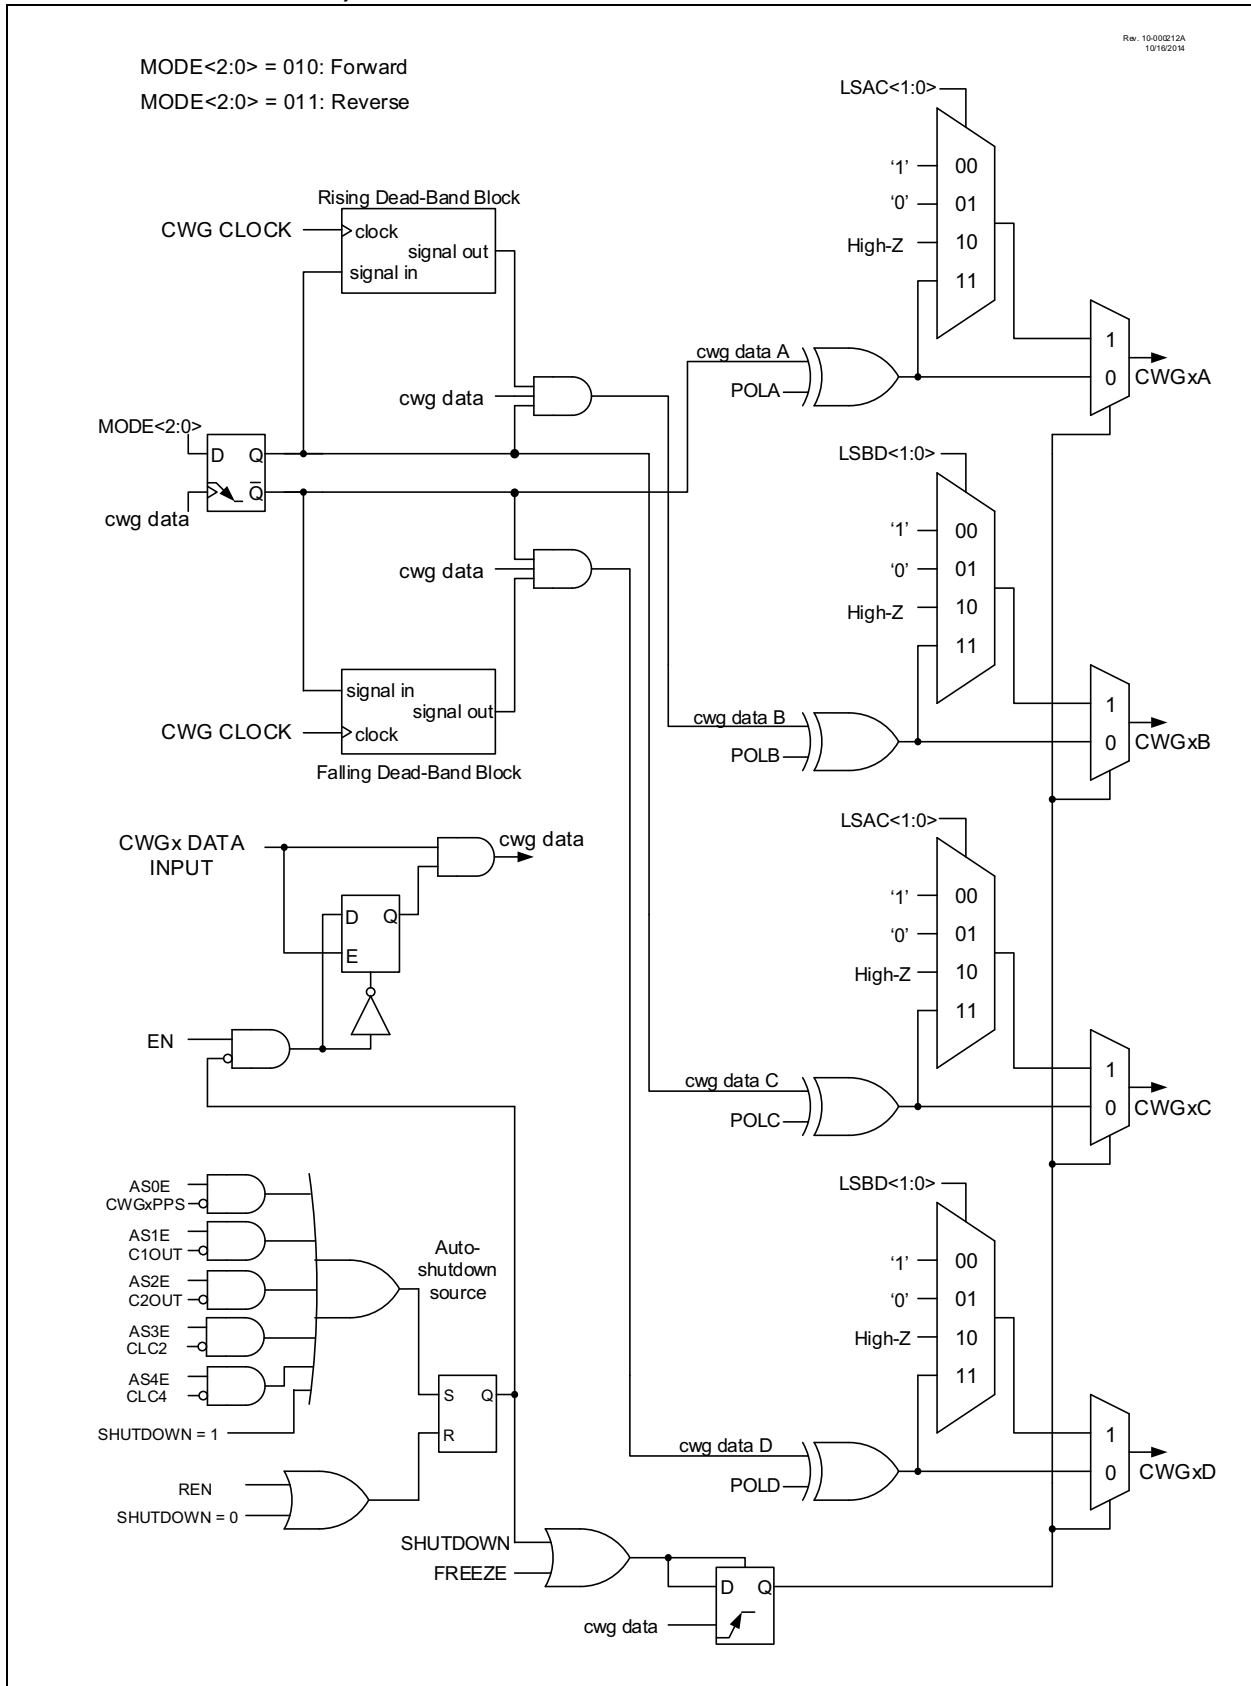 Rev. 10-000212A
10/16/2014
MODE<2:0> = 010: Forward
MODE<2:0> = 011: Reverse
LSAC<1:0>
'1'
00
'0'
01
High-Z
10
11
Rising Dead-Band Block
CWG CLOCK
clock
signal out
signal in
cwg data A
POLA
1
0
CWGxA
cwg data
MODE<2:0>
D
Q
Q
cwg data
cwg data
LSBD<1:0>
'1'
00
'0'
01
High-Z
10
11
signal in
signal out
CWG CLOCK
clock
Falling Dead-Band Block
cwg data B
POLB
1
0
CWGxB
CWGx DATA
INPUT
cwg data
D
Q
E
EN
LSAC<1:0>
'1'
00
'0'
01
High-Z
10
11
cwg data C
POLC
1
0
CWGxC
AS0E
CWGxPPS
AS1E
C1OUT
AS2E
C2OUT
AS3E
CLC2
AS4E
CLC4
SHUTDOWN = 1
Auto-
shutdown
source
S
Q
R
REN
SHUTDOWN = 0
LSBD<1:0>
'1'
00
'0'
01
High-Z
10
11
cwg data D
POLD
1
0
CWGxD
SHUTDOWN
FREEZE
D
Q
cwg data